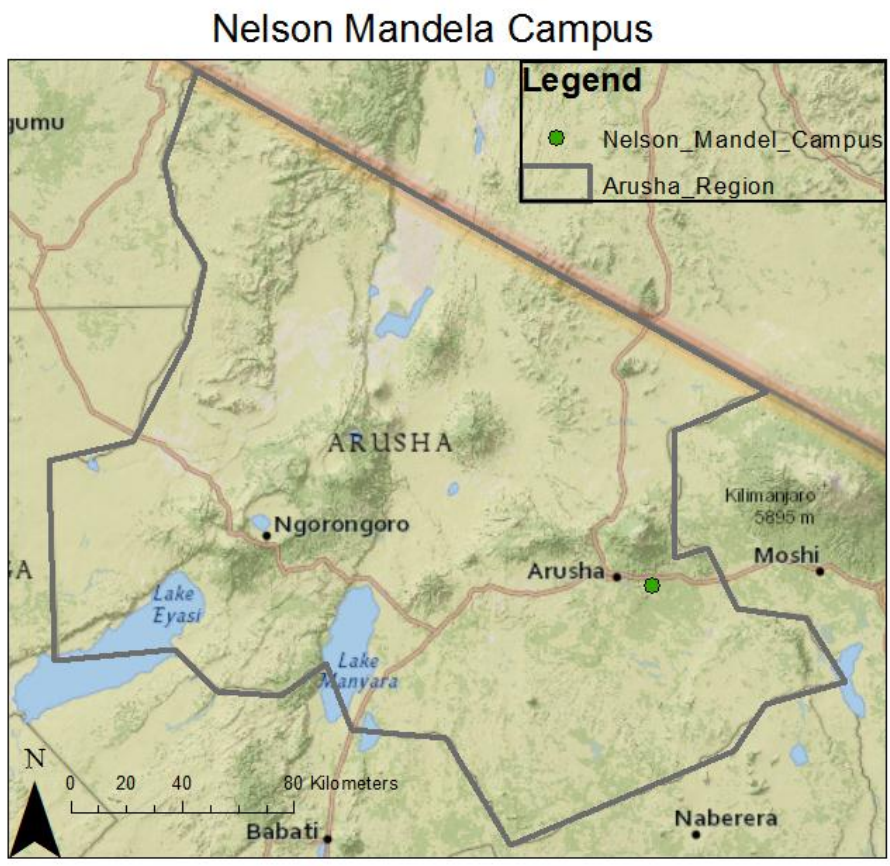 Nelson Mandela Campus
Legend
Nelson_Mandel_Campus
Arusha_Region
gumu
ARUSHA
Kilimanjaro
5895 m
Ngorongoro
Moshi
Arusha
GA
Lake
Eyasi
Lake
Manyara
N
0 20 40 80 Kilometers
Babati
Naberera